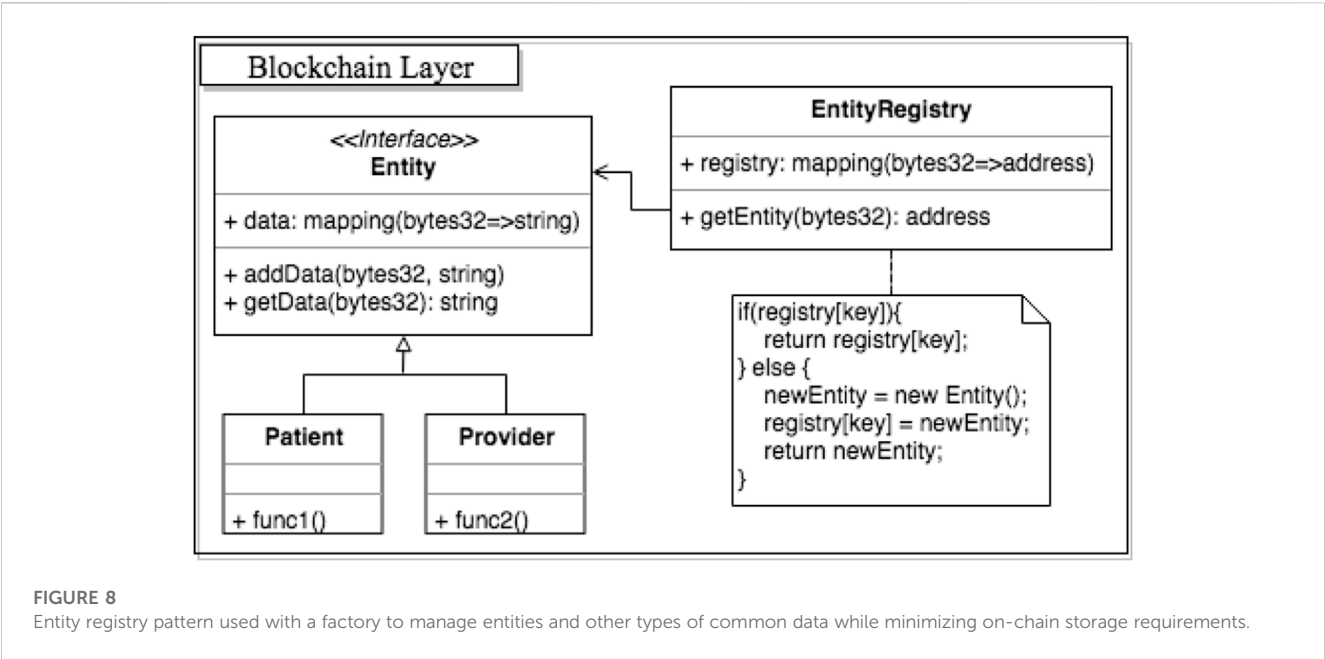 Blockchain Layer
<<Interface>>
Entity
+ data: mapping(bytes32=>string)
+ addData(bytes32, string)
+ getData(bytes32): string
EntityRegistry
+ registry: mapping(bytes32=>address)
+ getEntity(bytes32): address
if(registry[key]){
return registry[key];
} else {
newEntity = new Entity();
registry[key] = newEntity;
return newEntity;
}
Patient
+ func1()
Provider
+ func2()
FIGURE 8
Entity registry pattern used with a factory to manage entities and other types of common data while minimizing on-chain storage requirements.